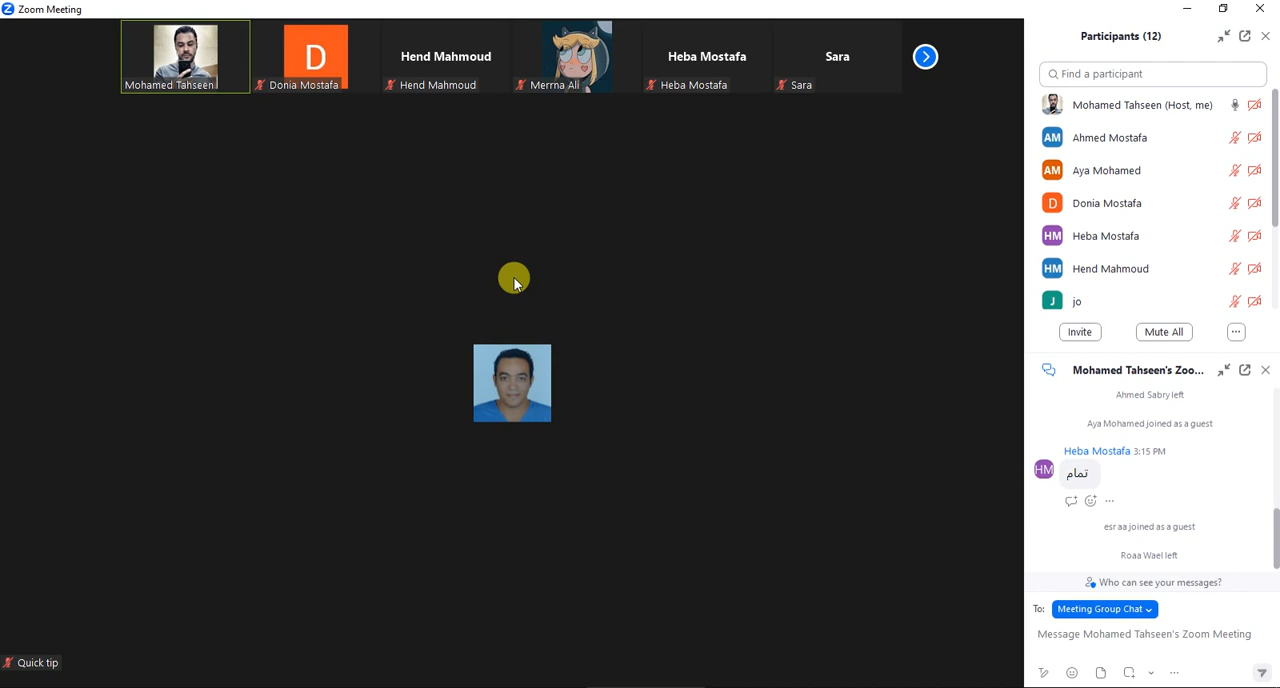 Zoom Meeting
D
Hend Mahmoud
Heba Mostafa
Sara
Mohamed Tahseen
Donia Mostafa
Hend Mahmoud
Merrna Ali
Heba Mostafa
Sara
Quick tip
Participants (12)
Find a participant
Mohamed Tahseen (Host, me)
AM Ahmed Mostafa
AM Aya Mohamed
D Donia Mostafa
HM Heba Mostafa
HM Hend Mahmoud
J jo
Invite
Mute All
Mohamed Tahseen's Zoo...
Ahmed Sabry left
Aya Mohamed joined as a guest
Heba Mostafa 3:15 PM
HM تمام
esr aa joined as a guest
Roaa Wael left
Who can see your messages?
To: Meeting Group Chat
Message Mohamed Tahseen's Zoom Meeting